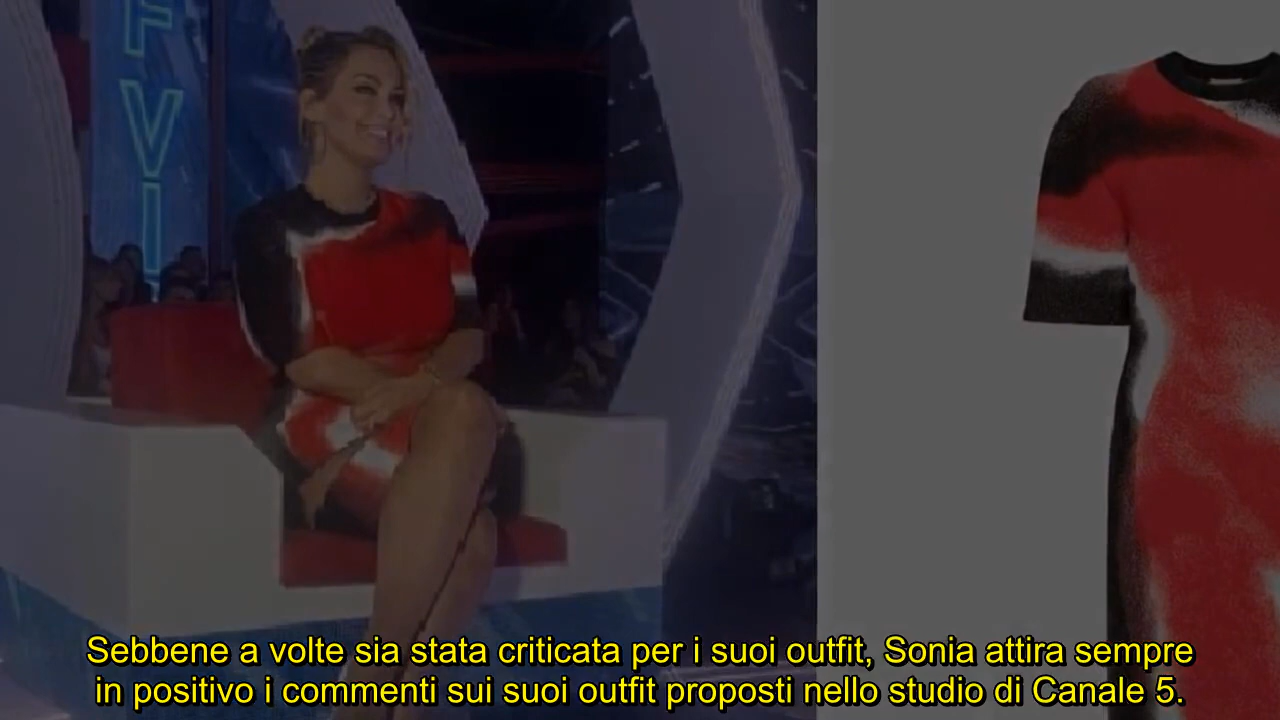 FVI
Sebbene a volte sia stata criticata per i suoi outfit, Sonia attira sempre
in positivo i commenti sui suoi outfit proposti nello studio di Canale 5.